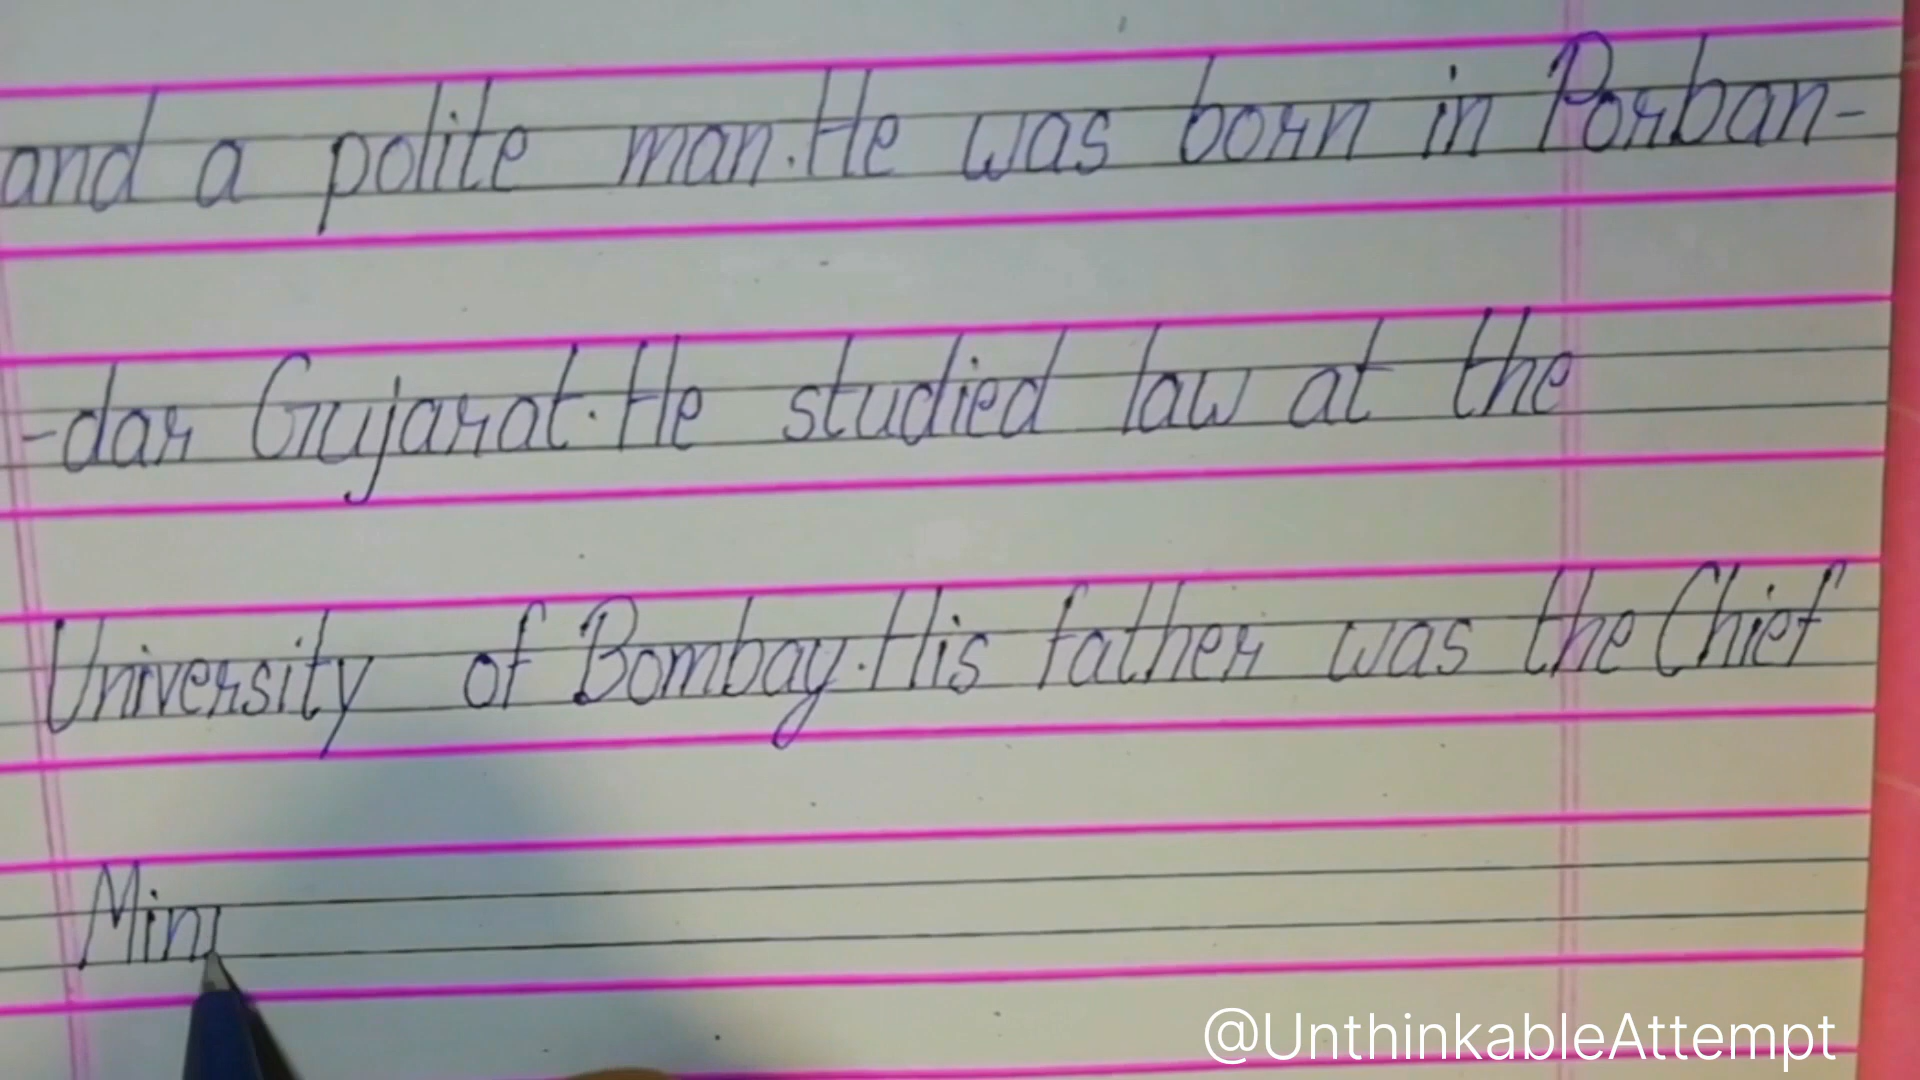 and a polite man. He was born in Porban-
-dar Gujarat. He studied law at the
University of Bombay. His father was the Chief
Mini
@UnthinkableAttempt